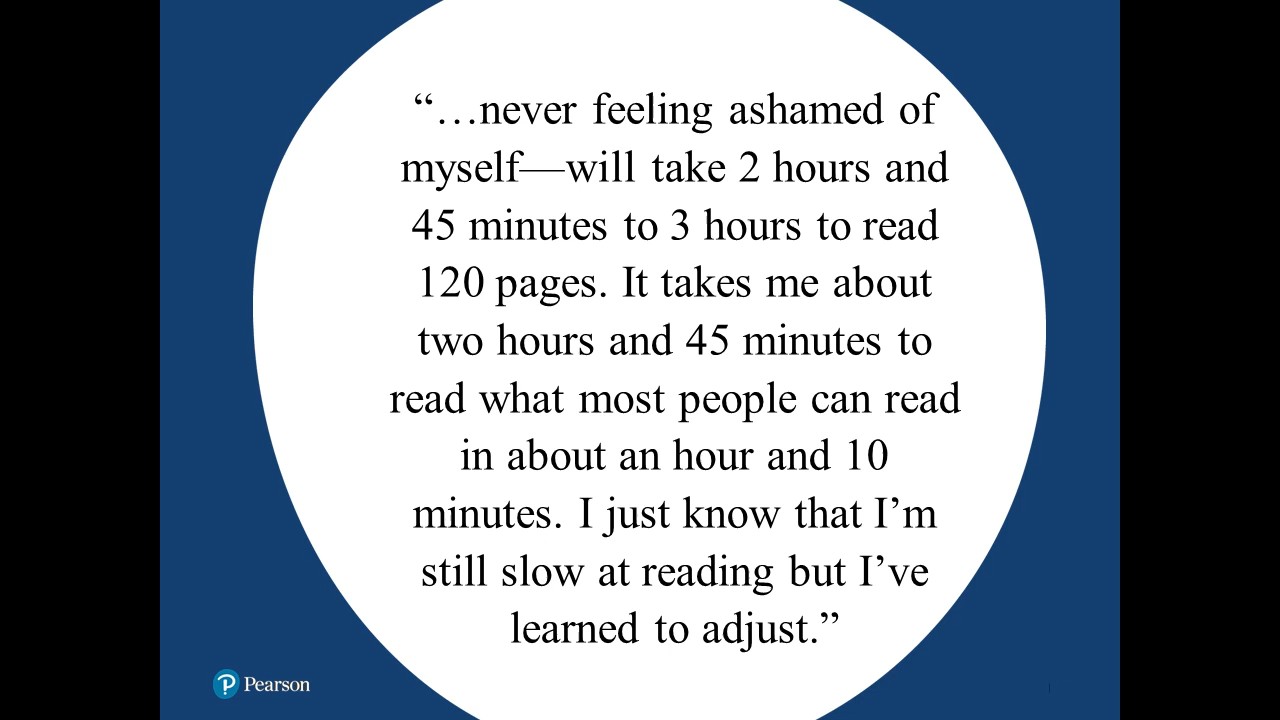 “…never feeling ashamed of
myself—will take 2 hours and
45 minutes to 3 hours to read
120 pages. It takes me about
two hours and 45 minutes to
read what most people can read
in about an hour and 10
minutes. I just know that I’m
still slow at reading but I’ve
learned to adjust.”
Pearson